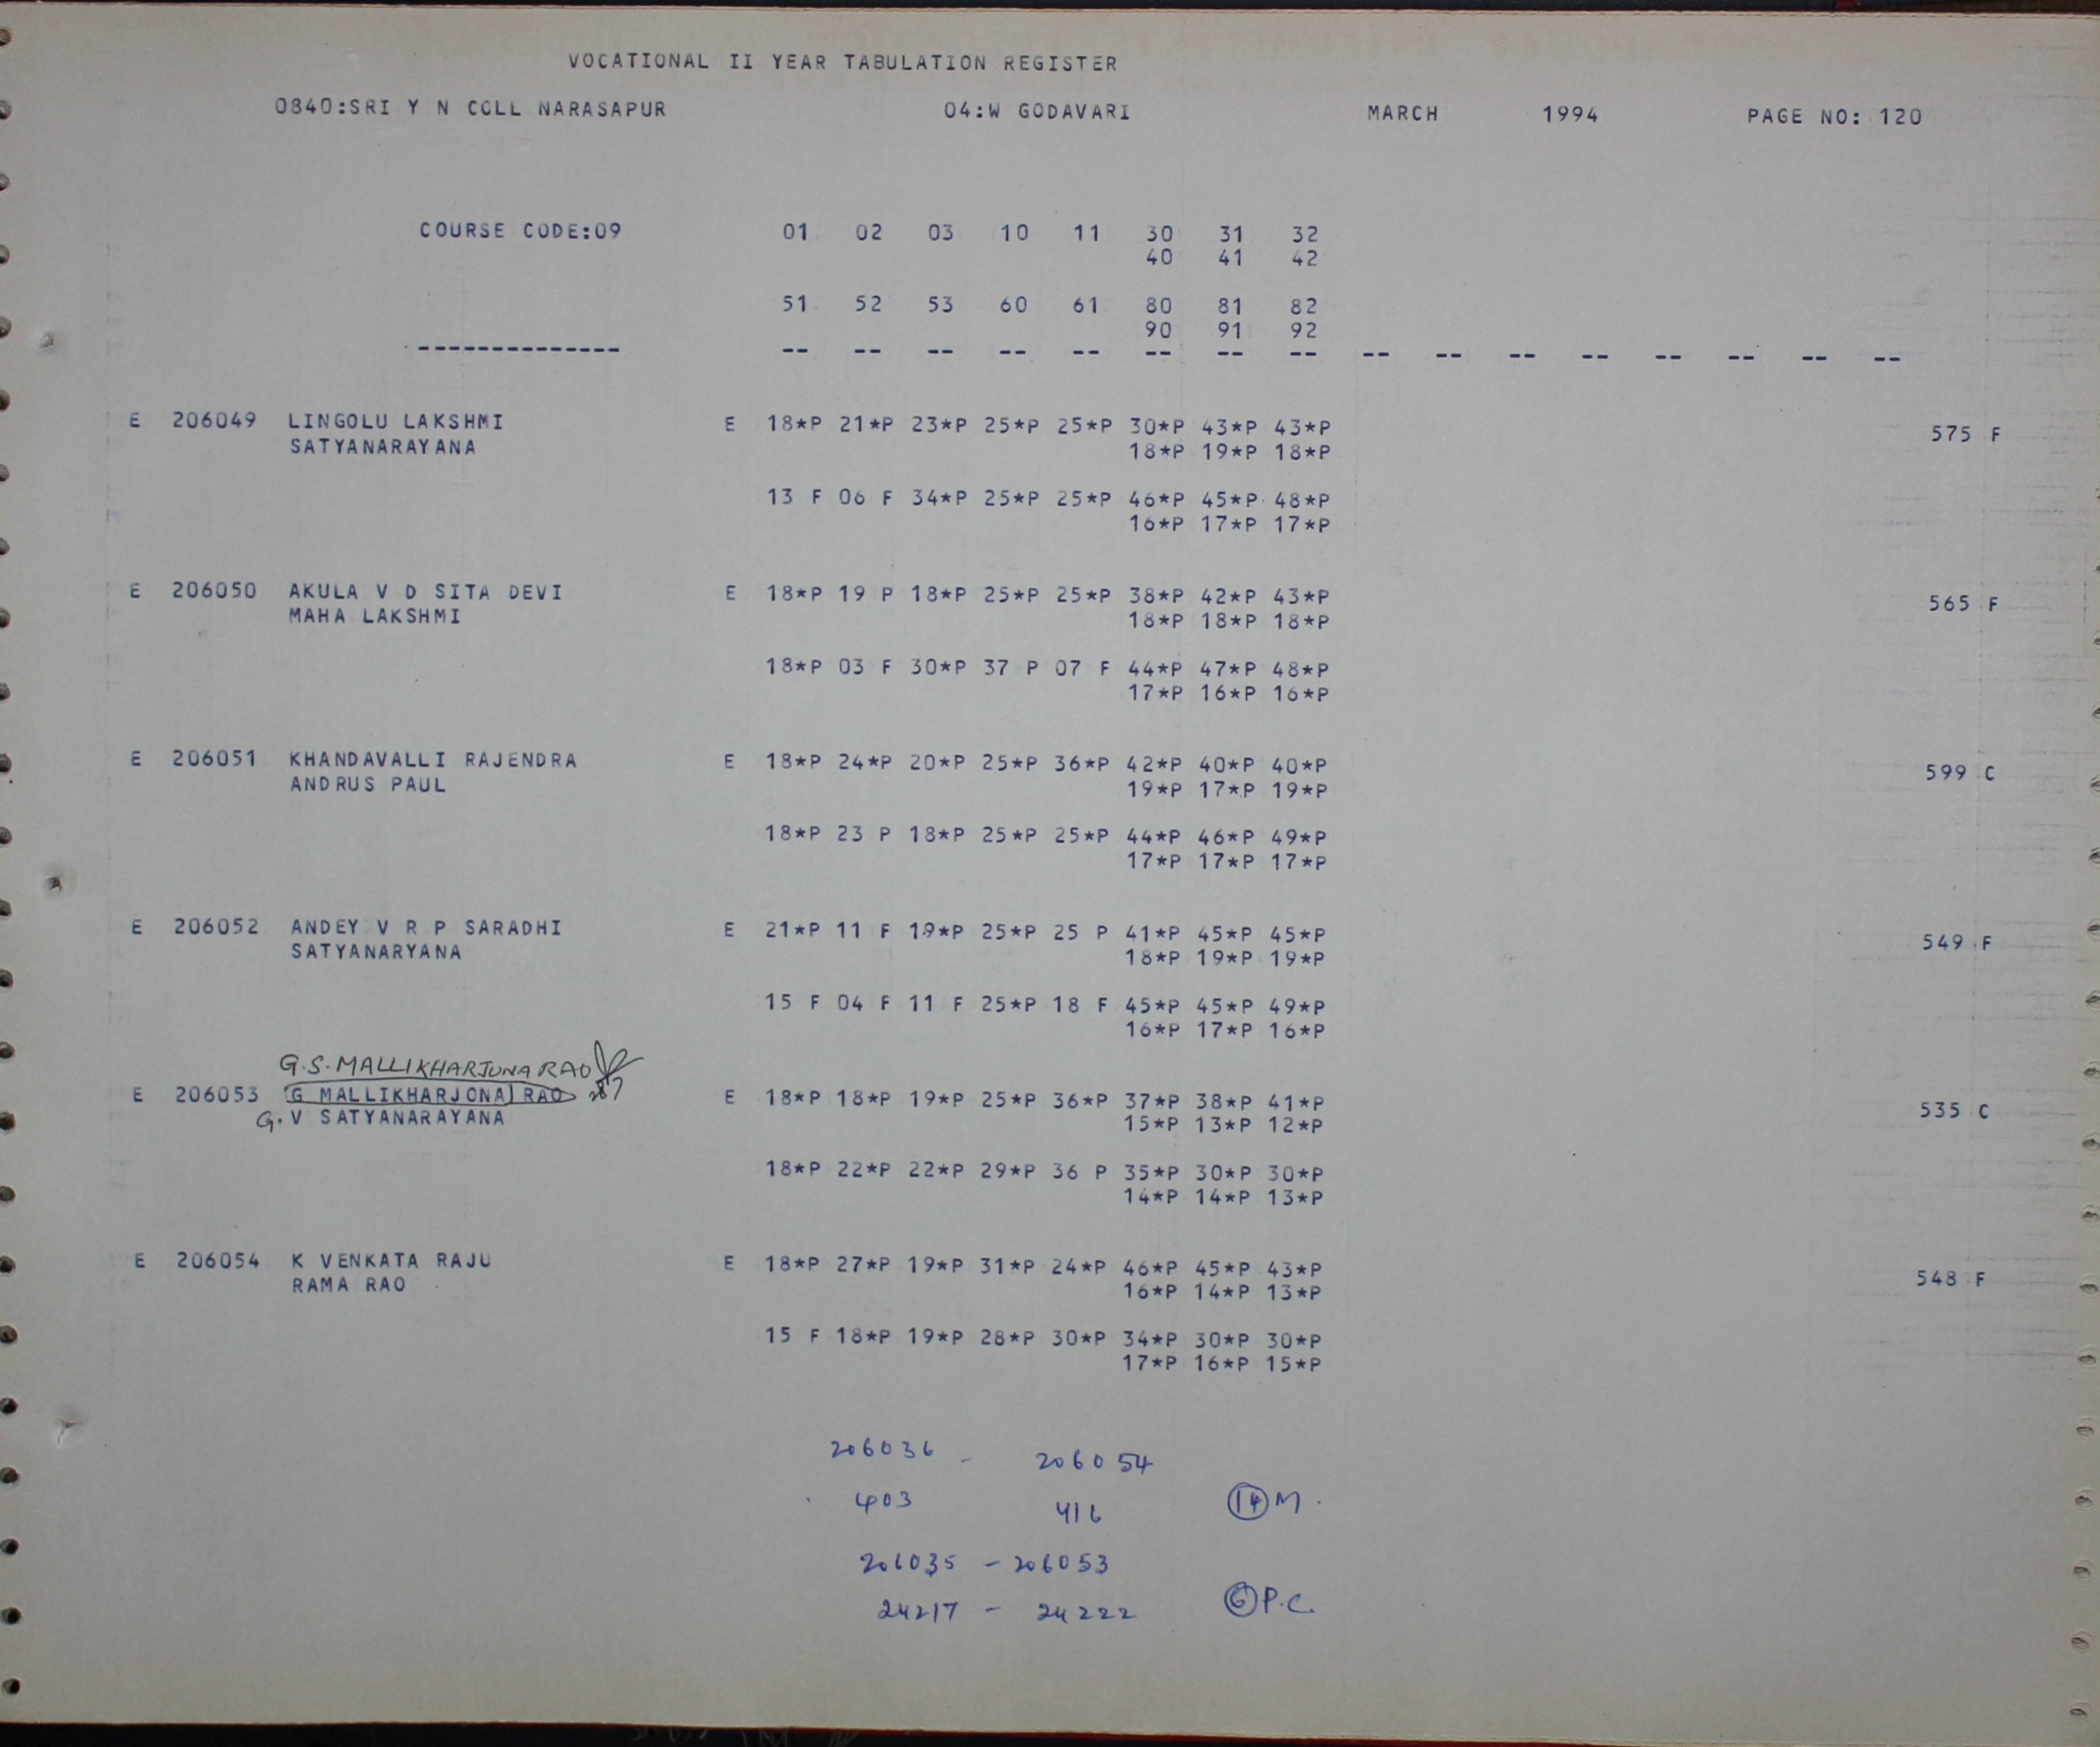 VOCATIONAL II YEAR TABULATION REGISTER
0840:SRI Y N COLL NARASAPUR 04:W GODAVARI MARCH 1994 PAGE NO: 120
COURSE CODE:09 01 02 03 10 11 30 31 32
40 41 42
51 52 53 60 61 80 81 82
90 91 92
-------------- -- -- -- -- -- -- -- -- -- -- -- -- -- -- -- --
E 206049 LINGOLU LAKSHMI E 18*P 21*P 23*P 25*P 25*P 30*P 43*P 43*P 575 F
SATYANARAYANA 18*P 19*P 18*P
13 F 06 F 34*P 25*P 25*P 46*P 45*P 48*P
16*P 17*P 17*P
E 206050 AKULA V D SITA DEVI E 18*P 19 P 18*P 25*P 25*P 38*P 42*P 43*P 565 F
MAHA LAKSHMI 18*P 18*P 18*P
18*P 03 F 30*P 37 P 07 F 44*P 47*P 48*P
17*P 16*P 16*P
E 206051 KHANDAVALLI RAJENDRA E 18*P 24*P 20*P 25*P 36*P 42*P 40*P 40*P 599 C
ANDRUS PAUL 19*P 17*P 19*P
18*P 23 P 18*P 25*P 25*P 44*P 46*P 49*P
17*P 17*P 17*P
E 206052 ANDEY V R P SARADHI E 21*P 11 F 19*P 25*P 25 P 41*P 45*P 45*P 549 F
SATYANARYANA 18*P 19*P 19*P
15 F 04 F 11 F 25*P 18 F 45*P 45*P 49*P
16*P 17*P 16*P
G.S. MALLIKHARJUNA RAO
E 206053 G MALLIKHARJONA RAO E 18*P 18*P 19*P 25*P 36*P 37*P 38*P 41*P 535 C
G. V SATYANARAYANA 15*P 13*P 12*P
18*P 22*P 22*P 29*P 36 P 35*P 30*P 30*P
14*P 14*P 13*P
E 206054 K VENKATA RAJU E 18*P 27*P 19*P 31*P 24*P 46*P 45*P 43*P 548 F
RAMA RAO 16*P 14*P 13*P
15 F 18*P 19*P 28*P 30*P 34*P 30*P 30*P
17*P 16*P 15*P
206036 - 206054
403 416 14 M.
206035 - 206053
24217 - 24222 6 P.C.